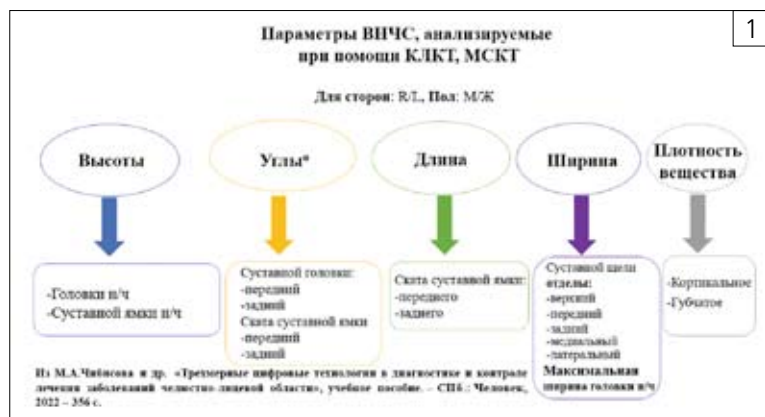 1
Параметры ВНЧС, анализируемые
при помощи КЛКТ, МСКТ
Для сторон: R/L, Пол: М/Ж
Высоты
Углы*
Длина
Ширина
Плотность
вещества
-Головки н/ч
-Суставной ямки н/ч
Суставной головки:
-передний
-задний
Ската суставной ямки
-передний
-задний
Ската суставной ямки:
-переднего
-заднего
Суставной щели
отделы:
-верхний
-передний
-задний
-медиальный
-латеральный
Максимальная
ширина головки н/ч
-Кортикальное
-Губчатое
Из М.А.Чибисова и др. «Трехмерные цифровые технологии в диагностике и контроле
лечения заболеваний челюстно-лицевой области», учебное пособие. – СПб.: Человек,
2022 – 356 с.